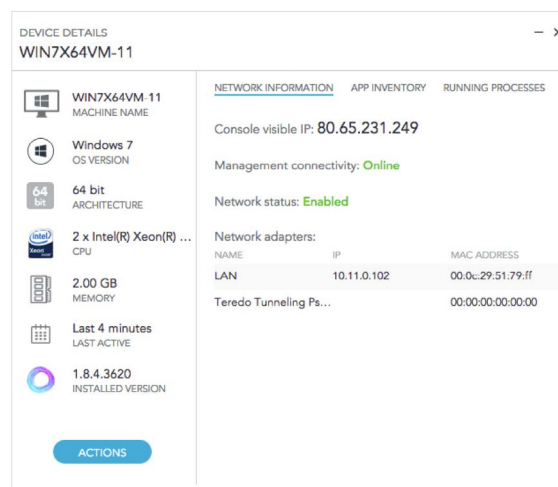 DEVICE DETAILS
WIN7X64VM-11
WIN7X64VM-11
MACHINE NAME
Windows 7
OS VERSION
64 bit
64 bit
ARCHITECTURE
(intel) Xeon
2 x Intel(R) Xeon(R) ...
CPU
2.00 GB
MEMORY
Last 4 minutes
LAST ACTIVE
1.8.4.3620
INSTALLED VERSION
ACTIONS
NETWORK INFORMATION APP INVENTORY RUNNING PROCESSES
Console visible IP: 80.65.231.249
Management connectivity: Online
Network status: Enabled
Network adapters:
NAME IP MAC ADDRESS
LAN 10.11.0.102 00:0c:29:51:79:ff
Teredo Tunneling Ps... 00:00:00:00:00:00